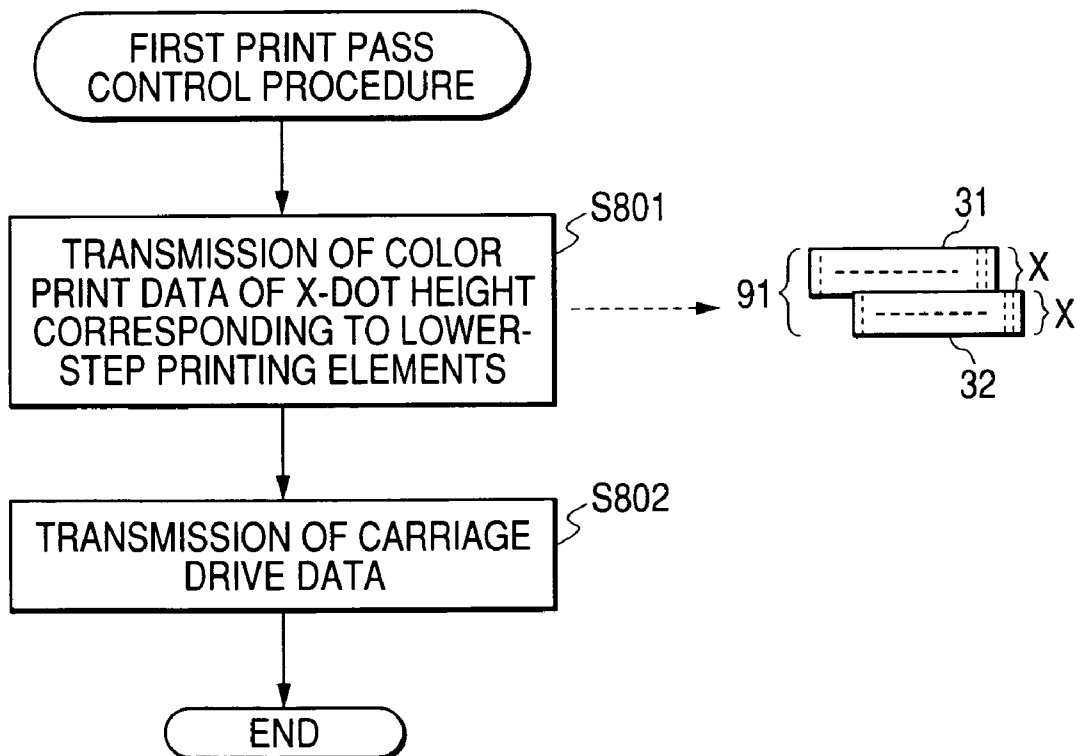 FIRST PRINT PASS
CONTROL PROCEDURE
S801
TRANSMISSION OF COLOR
PRINT DATA OF X-DOT HEIGHT
CORRESPONDING TO LOWER-
STEP PRINTING ELEMENTS
31
91
X
X
32
S802
TRANSMISSION OF CARRIAGE
DRIVE DATA
END